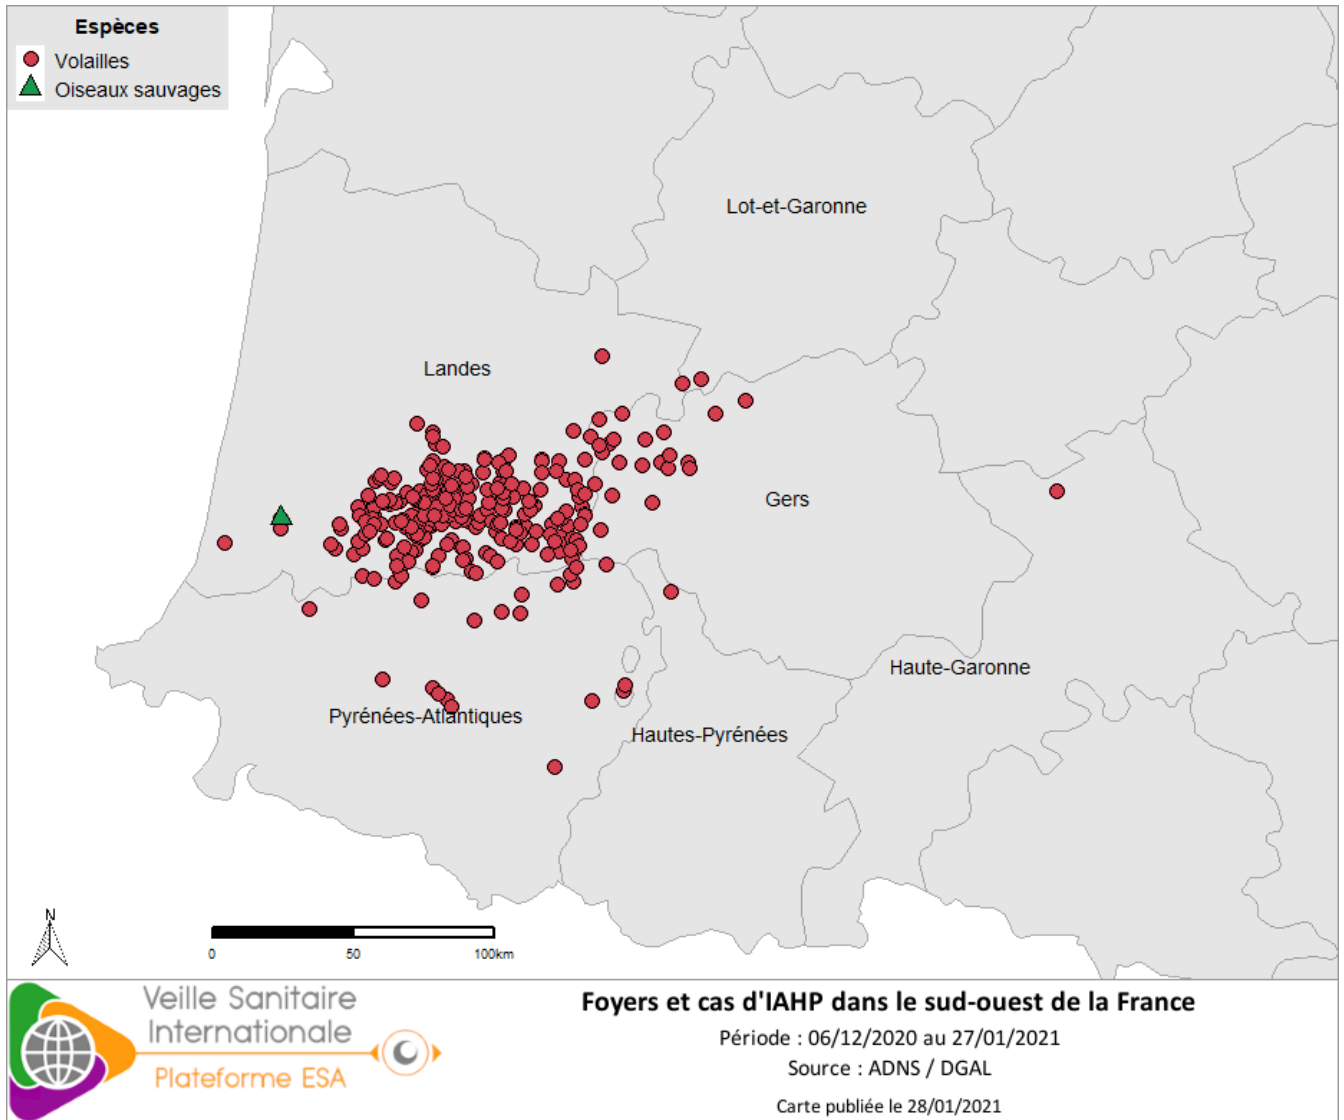 Espèces
Volailles
Oiseaux sauvages
Lot-et-Garonne
Landes
Gers
Haute-Garonne
Pyrénées-Atlantiques
Hautes-Pyrénées
N
0 50 100km
Veille Sanitaire
Internationale
Plateforme ESA
Foyers et cas d'IAHP dans le sud-ouest de la France
Période : 06/12/2020 au 27/01/2021
Source : ADNS / DGAL
Carte publiée le 28/01/2021